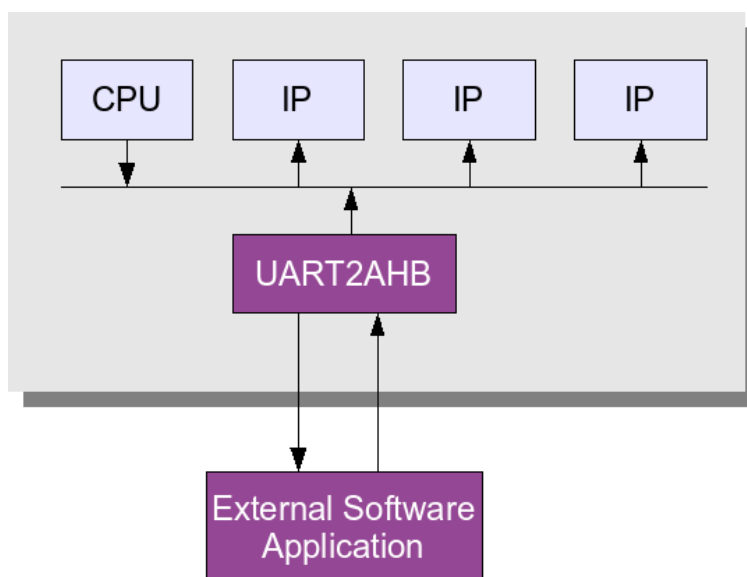 CPU
IP
IP
IP
UART2AHB
External Software
Application